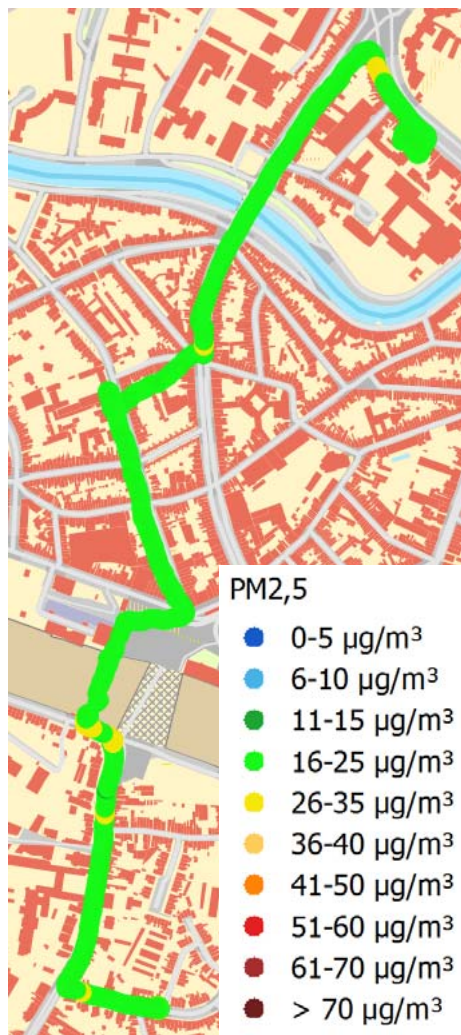 PM2,5
0-5 µg/m³
6-10 µg/m³
11-15 µg/m³
16-25 µg/m³
26-35 µg/m³
36-40 µg/m³
41-50 µg/m³
51-60 µg/m³
61-70 µg/m³
> 70 µg/m³